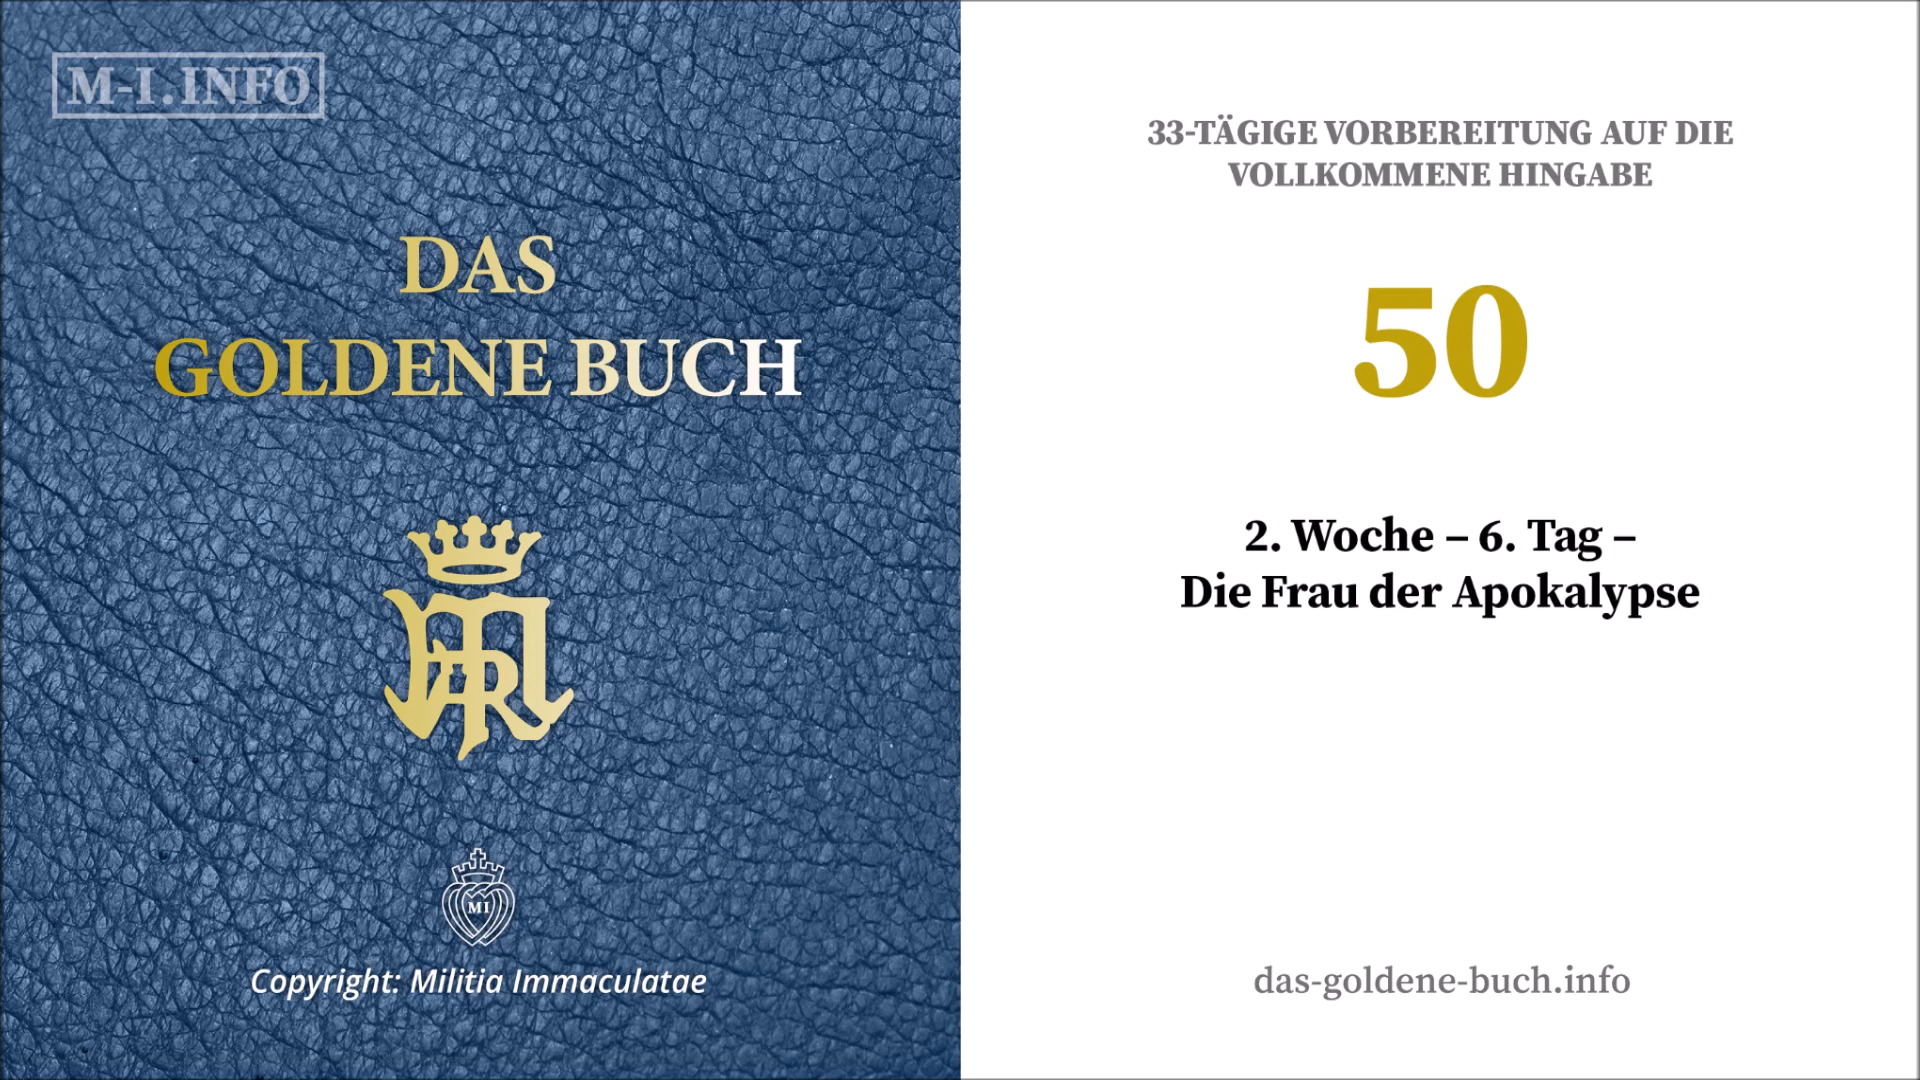 M-I.INFO
DAS
GOLDENE BUCH
MI
Copyright: Militia Immaculatae
33-TÄGIGE VORBEREITUNG AUF DIE
VOLLKOMMENE HINGABE
50
2. Woche – 6. Tag –
Die Frau der Apokalypse
das-goldene-buch.info